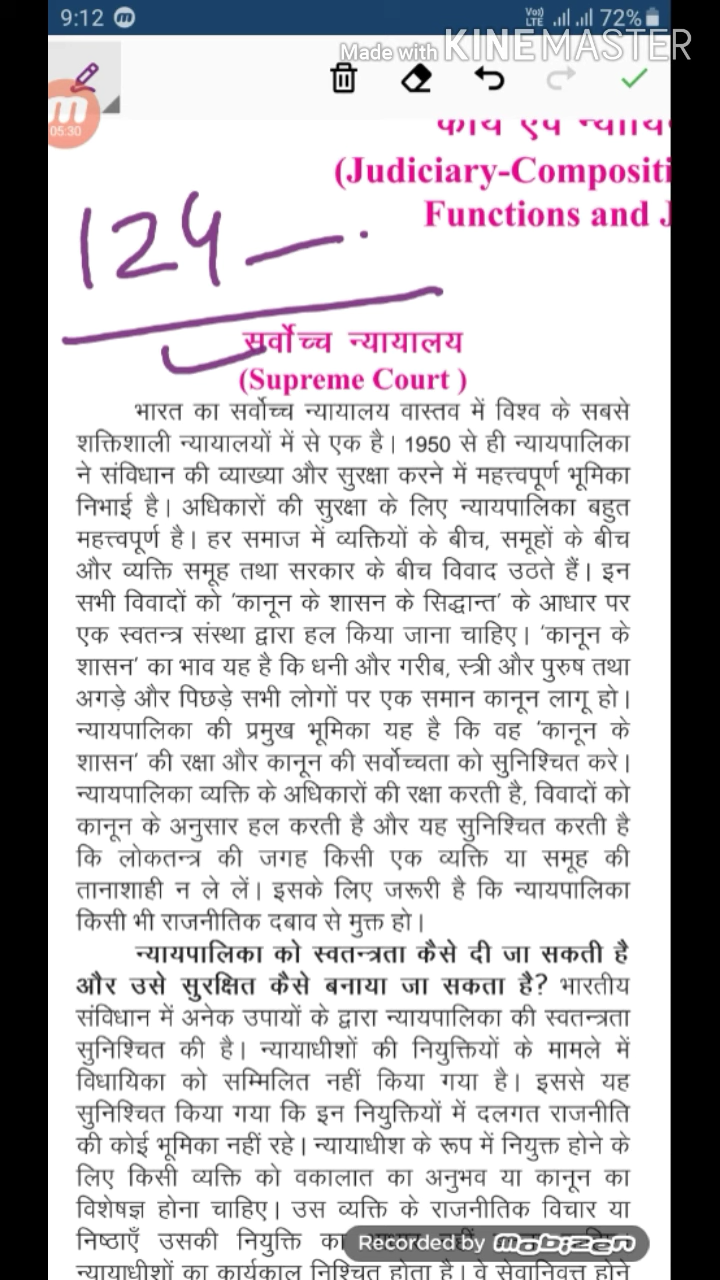 9:12
Voi) LTE 72%
Made with KINEMASTER
05:30
(Judiciary-Compositi
Functions and J
124 —.
सर्वोच्च न्यायालय
(Supreme Court )
भारत का सर्वोच्च न्यायालय वास्तव में विश्व के सबसे
शक्तिशाली न्यायालयों में से एक है। 1950 से ही न्यायपालिका
ने संविधान की व्याख्या और सुरक्षा करने में महत्त्वपूर्ण भूमिका
निभाई है। अधिकारों की सुरक्षा के लिए न्यायपालिका बहुत
महत्त्वपूर्ण है। हर समाज में व्यक्तियों के बीच, समूहों के बीच
और व्यक्ति समूह तथा सरकार के बीच विवाद उठते हैं। इन
सभी विवादों को ‘कानून के शासन के सिद्धान्त’ के आधार पर
एक स्वतन्त्र संस्था द्वारा हल किया जाना चाहिए। ‘कानून के
शासन’ का भाव यह है कि धनी और गरीब, स्त्री और पुरुष तथा
अगड़े और पिछड़े सभी लोगों पर एक समान कानून लागू हो।
न्यायपालिका की प्रमुख भूमिका यह है कि वह ‘कानून के
शासन’ की रक्षा और कानून की सर्वोच्चता को सुनिश्चित करे।
न्यायपालिका व्यक्ति के अधिकारों की रक्षा करती है, विवादों को
कानून के अनुसार हल करती है और यह सुनिश्चित करती है
कि लोकतन्त्र की जगह किसी एक व्यक्ति या समूह की
तानाशाही न ले लें। इसके लिए जरूरी है कि न्यायपालिका
किसी भी राजनीतिक दबाव से मुक्त हो।
न्यायपालिका को स्वतन्त्रता कैसे दी जा सकती है
और उसे सुरक्षित कैसे बनाया जा सकता है? भारतीय
संविधान में अनेक उपायों के द्वारा न्यायपालिका की स्वतन्त्रता
सुनिश्चित की है। न्यायाधीशों की नियुक्तियों के मामले में
विधायिका को सम्मिलित नहीं किया गया है। इससे यह
सुनिश्चित किया गया कि इन नियुक्तियों में दलगत राजनीति
की कोई भूमिका नहीं रहे। न्यायाधीश के रूप में नियुक्त होने के
लिए किसी व्यक्ति को वकालात का अनुभव या कानून का
विशेषज्ञ होना चाहिए। उस व्यक्ति के राजनीतिक विचार या
निष्ठाएँ उसकी नियुक्ति का
Recorded by mobizen
न्यायाधीशों का कार्यकाल निश्चित होता है। वे सेवानिवृत्त होने